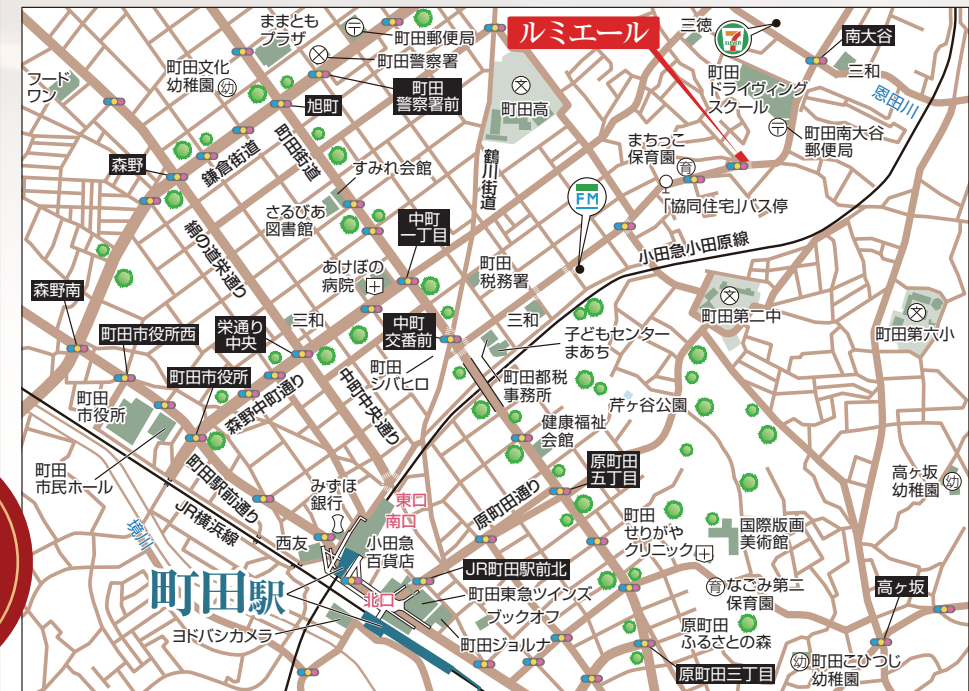 ままとも
プラザ
〒
町田郵便局
町田警察署
ルミエール
三徳
7
ELEVEN
南大谷
三和
恩田川
フード
ワン
町田文化
幼稚園
幼
町田
警察署前
旭町
文
町田高
町田
ドライヴィング
スクール
〒
町田南大谷
郵便局
まちっこ
保育園
育
「協同住宅」バス停
森野
鎌倉街道
町田街道
鶴川街道
すみれ会館
さるびあ
図書館
中町
一丁目
FM
小田急小田原線
絹の道栄通り
あけぼの
病院
町田
税務署
森野南
文
町田第二中
文
町田第六小
町田市役所西
栄通り
中央
三和
中町
交番前
三和
子どもセンター
まあち
町田市役所
町田
シバヒロ
町田都税
事務所
町田
市役所
森野中町通り
中町中央通り
芹ヶ谷公園
健康福祉
会館
町田
市民ホール
町田駅前通り
原町田
五丁目
高ヶ坂
幼稚園
幼
みずほ
銀行
東口
南口
原町田通り
町田
せりがや
クリニック
国際版画
美術館
JR横浜線
境川
西友
小田急
百貨店
JR町田駅前北
町田駅
北口
町田東急ツインズ
育
なごみ第二
保育園
高ヶ坂
ヨドバシカメラ
ブックオフ
町田ジョルナ
原町田
ふるさとの森
原町田三丁目
幼
町田こひつじ
幼稚園